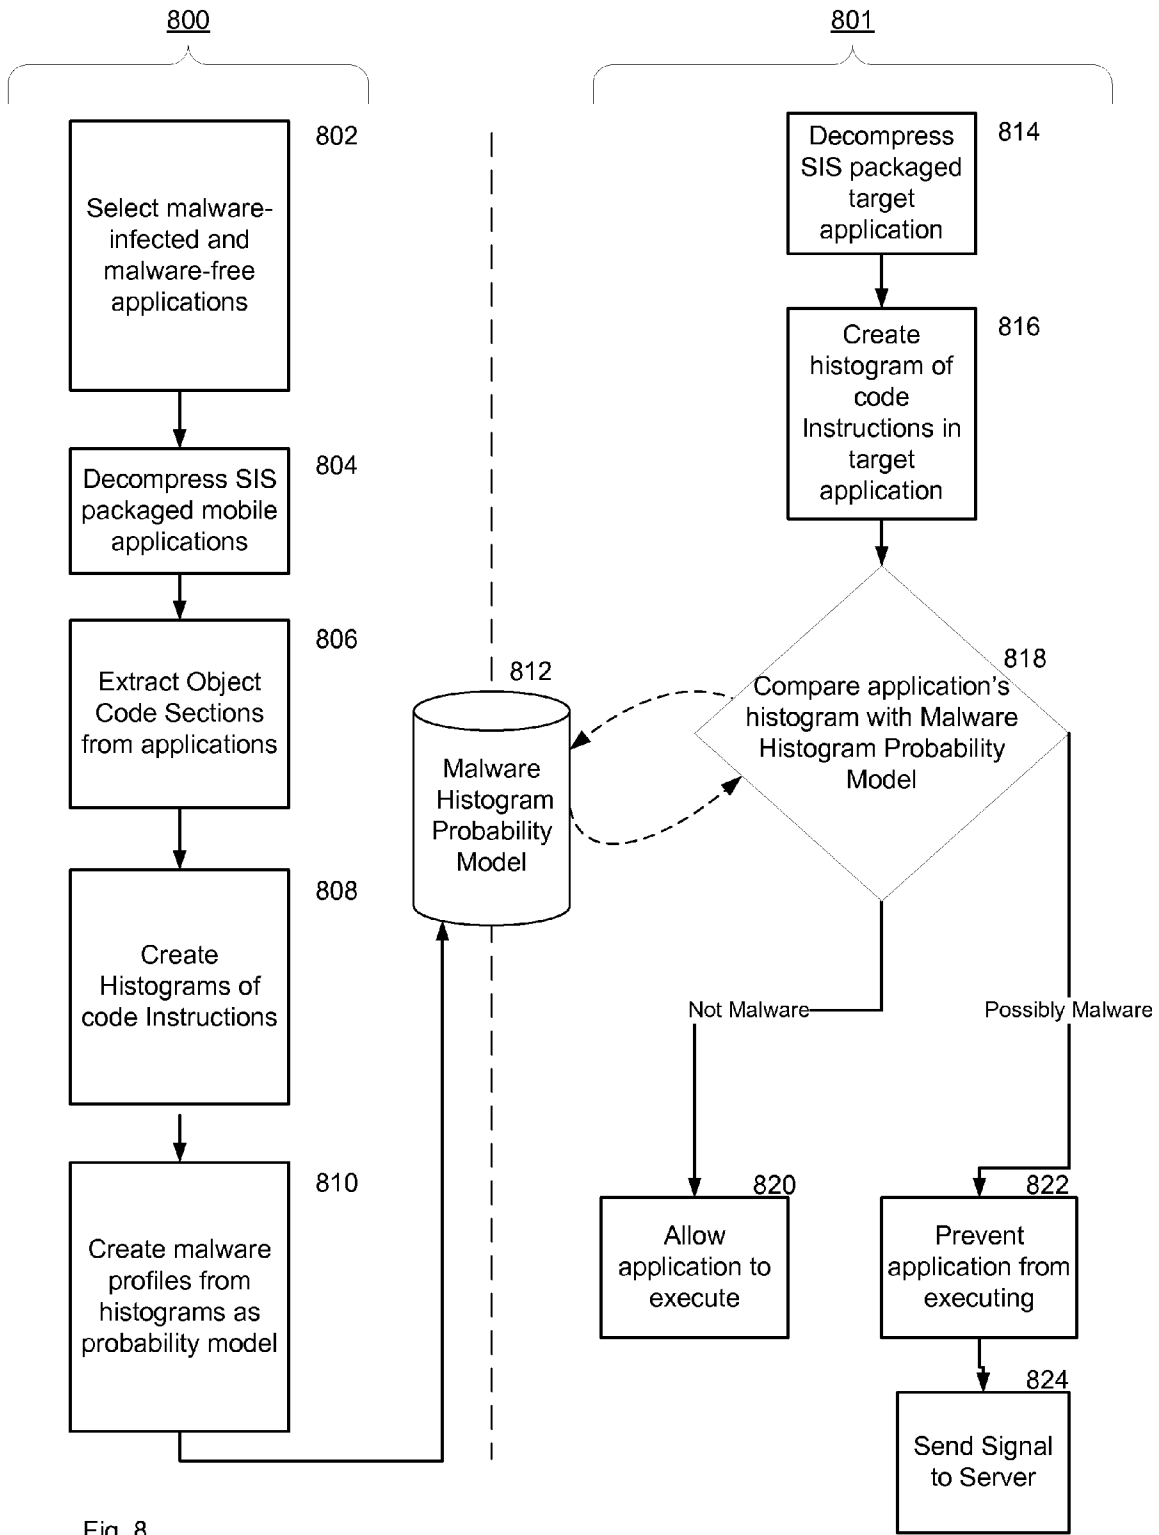 800
802
Select malware-
infected and
malware-free
applications
804
Decompress SIS
packaged mobile
applications
806
Extract Object
Code Sections
from applications
808
Create
Histograms of
code Instructions
810
Create malware
profiles from
histograms as
probability model
812
Malware
Histogram
Probability
Model
801
814
Decompress
SIS packaged
target
application
816
Create
histogram of
code
Instructions in
target
application
818
Compare application's
histogram with Malware
Histogram Probability
Model
Not Malware
Possibly Malware
820
Allow
application to
execute
822
Prevent
application from
executing
824
Send Signal
to Server
Fig. 8